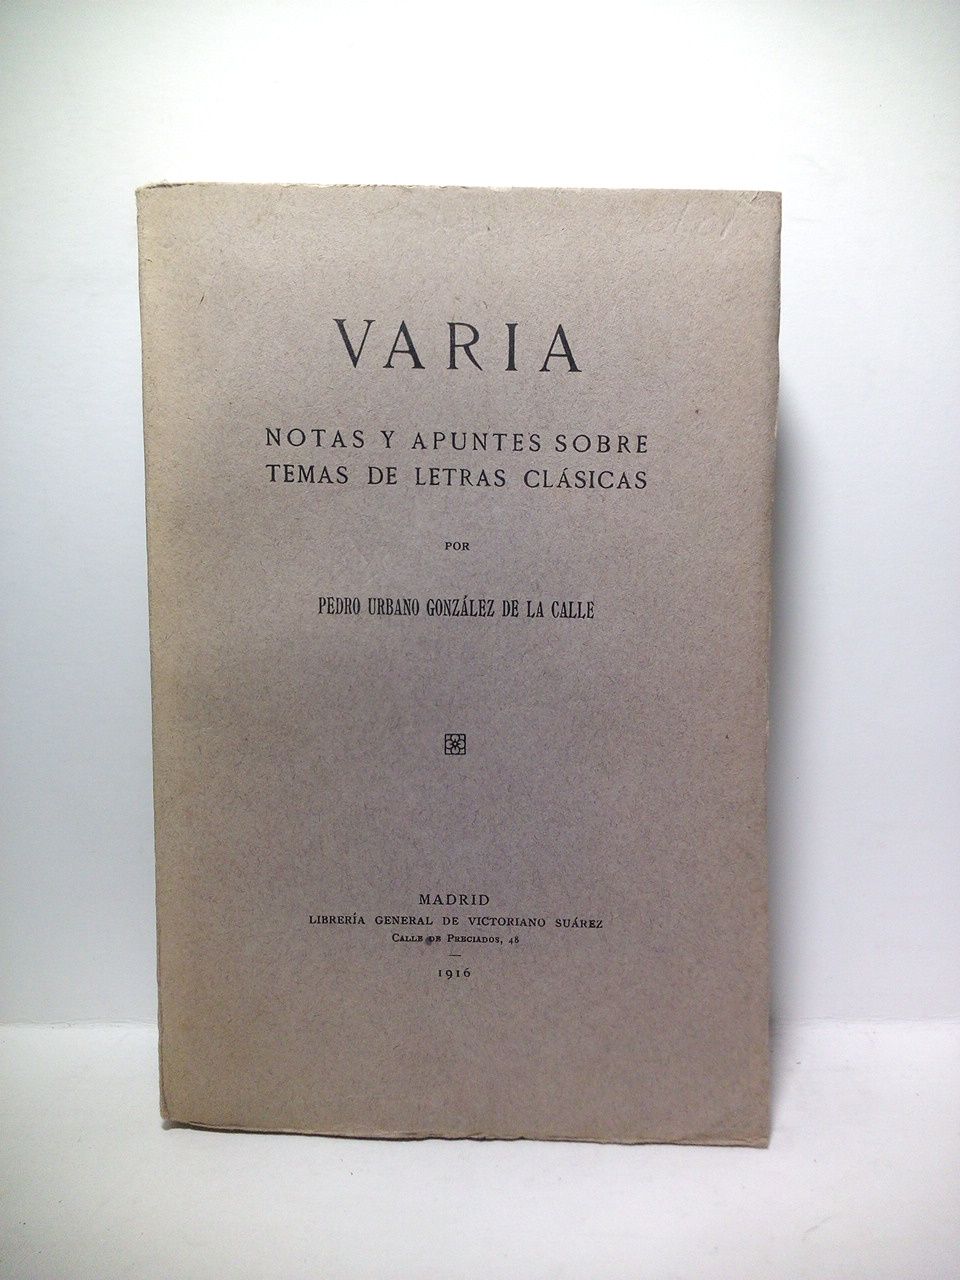 VARIA
NOTAS Y APUNTES SOBRE
TEMAS DE LETRAS CLÁSICAS
POR
PEDRO URBANO GONZÁLEZ DE LA CALLE
MADRID
LIBRERÍA GENERAL DE VICTORIANO SUÁREZ
CALLE DE PRECIADOS, 48
1916